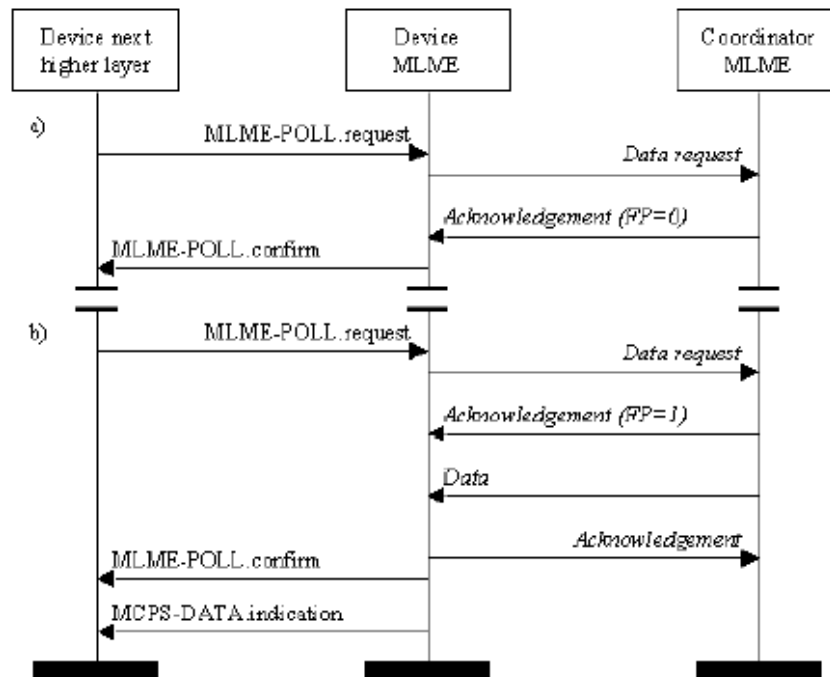 Device next
higher layer
Device
MLME
Coordinator
MLME
a)
MLME-POLL.request
Data request
Acknowledgement (FP=0)
MLME-POLL.confirm
b)
MLME-POLL.request
Data request
Acknowledgement (FP=1)
Data
Acknowledgement
MLME-POLL.confirm
MCPS-DATA.indication